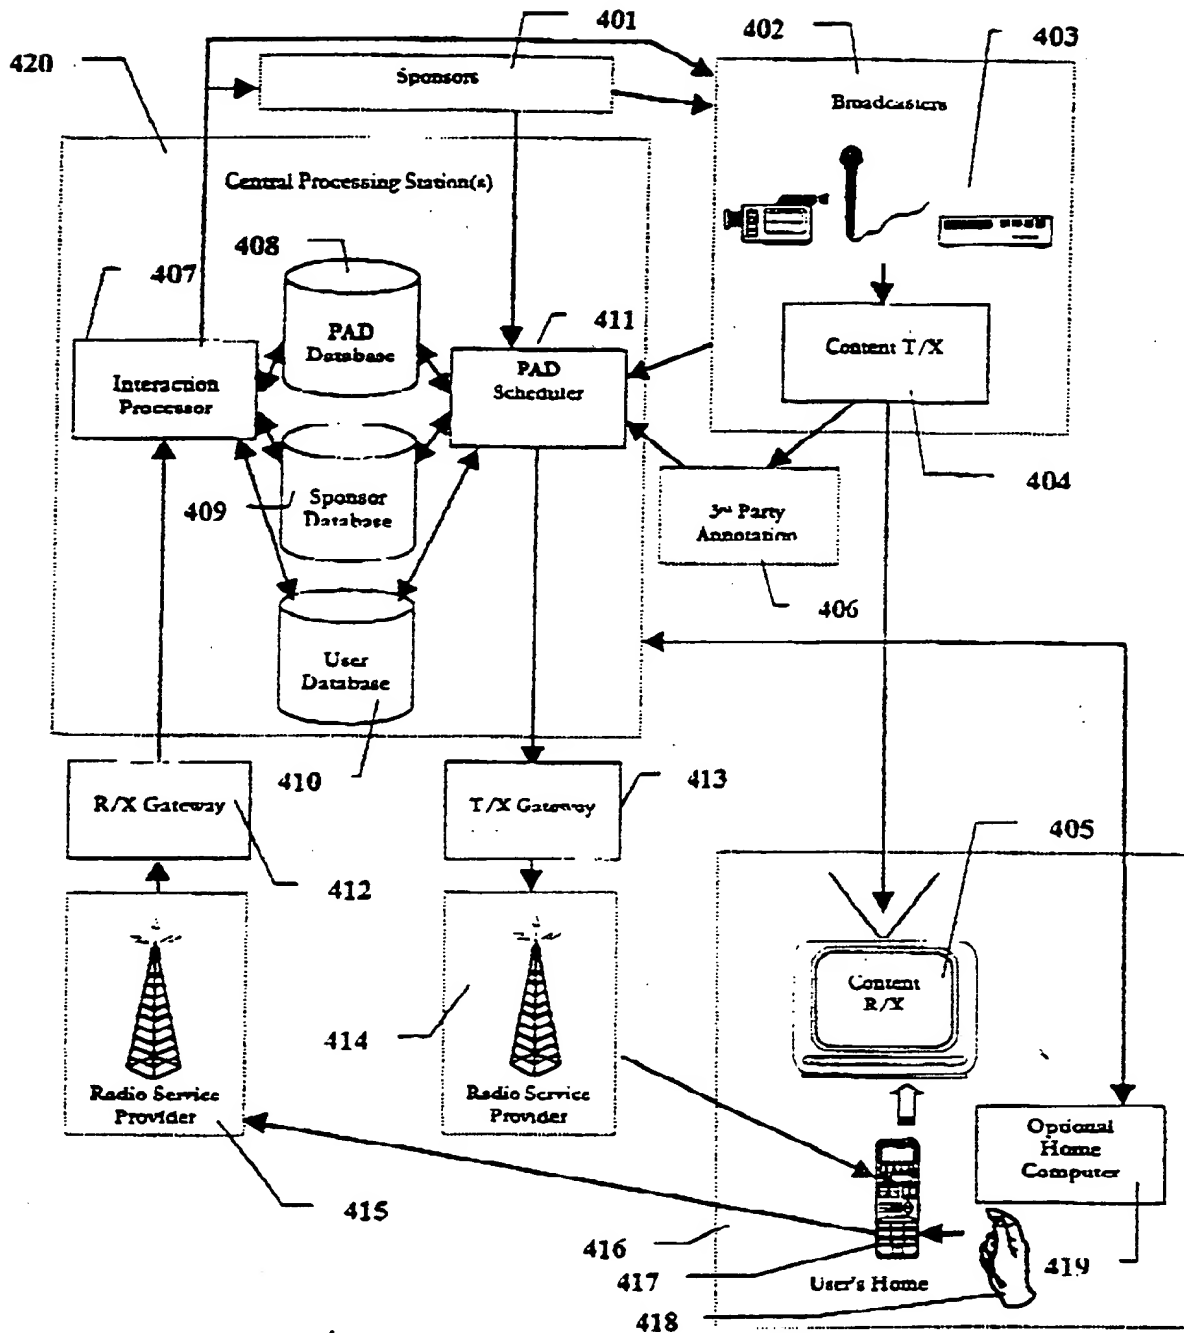 401
402
403
420
Sponsors
Broadcasters
Central Processing Station(s)
408
407
411
PAD
Database
PAD
Scheduler
Content T/X
Interaction
Processor
404
409
Sponsor
Database
3rd Party
Annotation
406
User
Database
410
413
R/X Gateway
T/X Gateway
405
412
Content
R/X
414
Radio Service
Provider
Radio Service
Provider
Optional
Home
Computer
415
416
417
419
User's Home
418